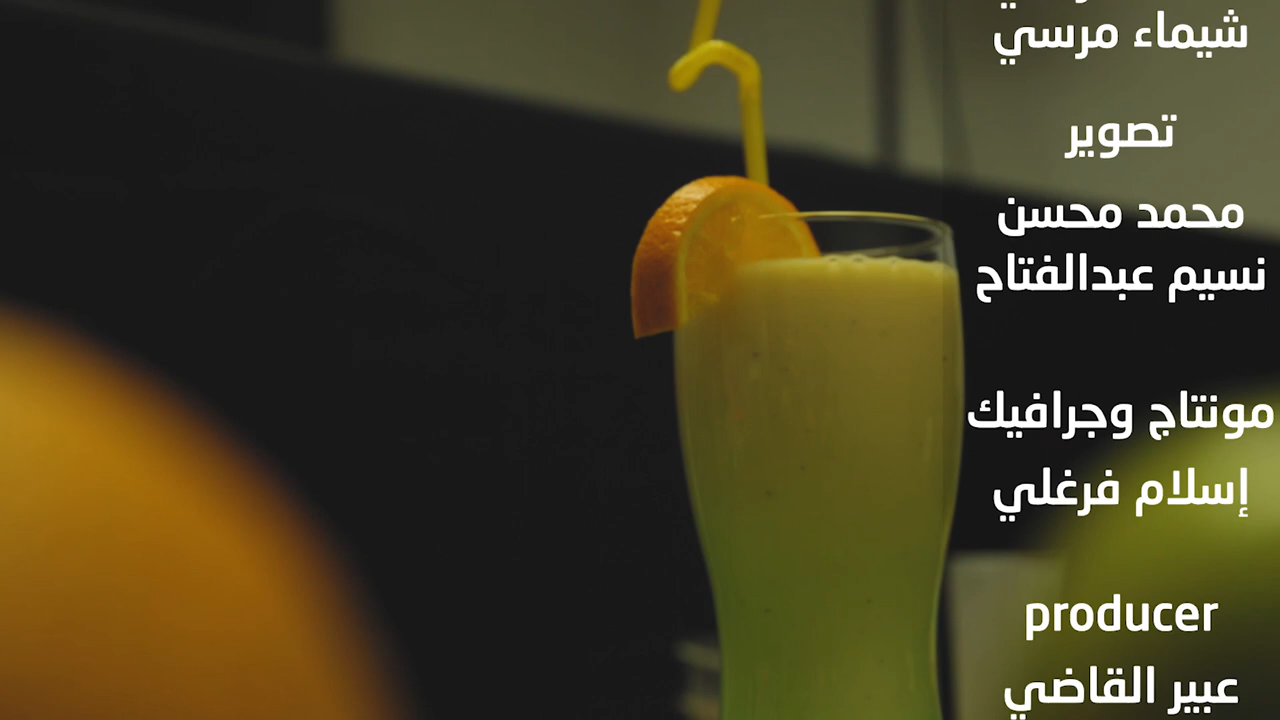 شيماء مرسي
تصوير
محمد محسن
نسيم عبدالفتاح
مونتاج وجرافيك
إسلام فرغلي
producer
عبير القاضي